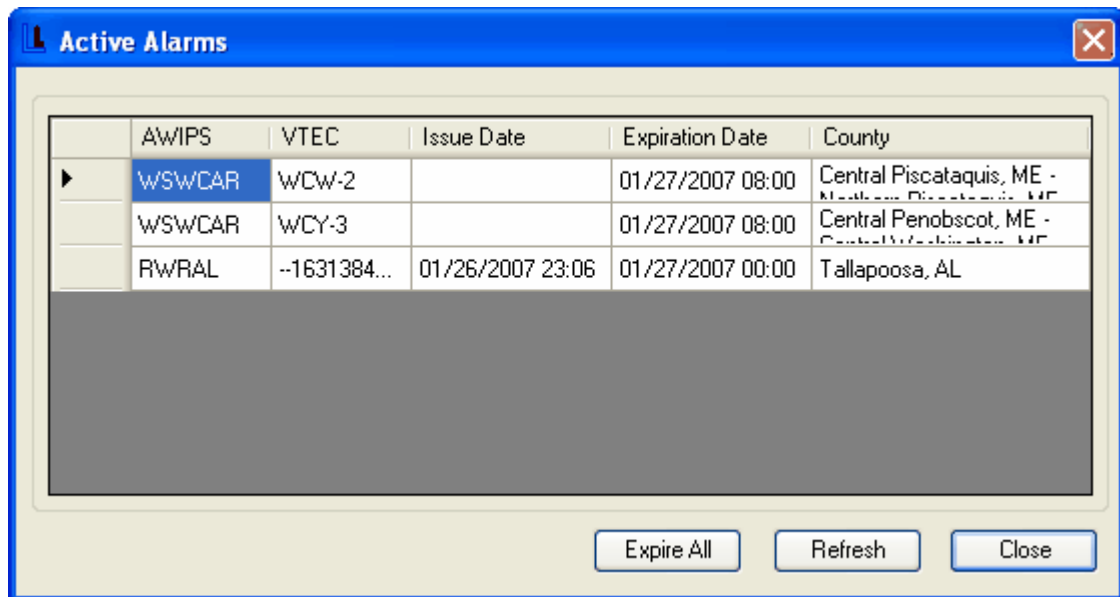 Active Alarms
AWIPS VTEC Issue Date Expiration Date County
WSWCAR WCW-2 01/27/2007 08:00 Central Piscataquis, ME -
WSWCAR WCY-3 01/27/2007 08:00 Central Penobscot, ME -
RWRAL --1631384... 01/26/2007 23:06 01/27/2007 00:00 Tallapoosa, AL
Expire All Refresh Close